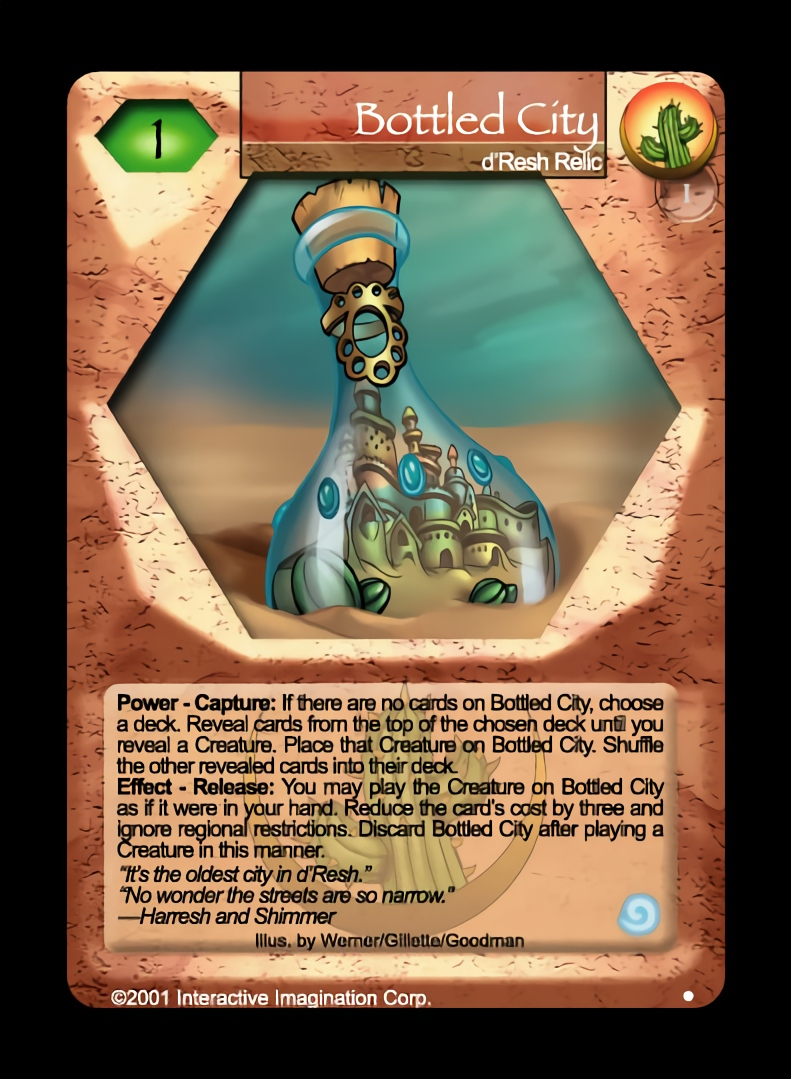 1
Bottled City
d'Resh Relic
1
Power - Capture: If there are no cards on Bottled City, choose
a deck. Reveal cards from the top of the chosen deck until you
reveal a Creature. Place that Creature on Bottled City. Shuffle
the other revealed cards into their deck.
Effect - Release: You may play the Creature on Bottled City
as if it were in your hand. Reduce the card's cost by three and
ignore regional restrictions. Discard Bottled City after playing a
Creature in this manner.
"It's the oldest city in d'Resh."
"No wonder the streets are so narrow."
—Harresh and Shimmer
Illus. by Werner/Gillette/Goodman
©2001 Interactive Imagination Corp.